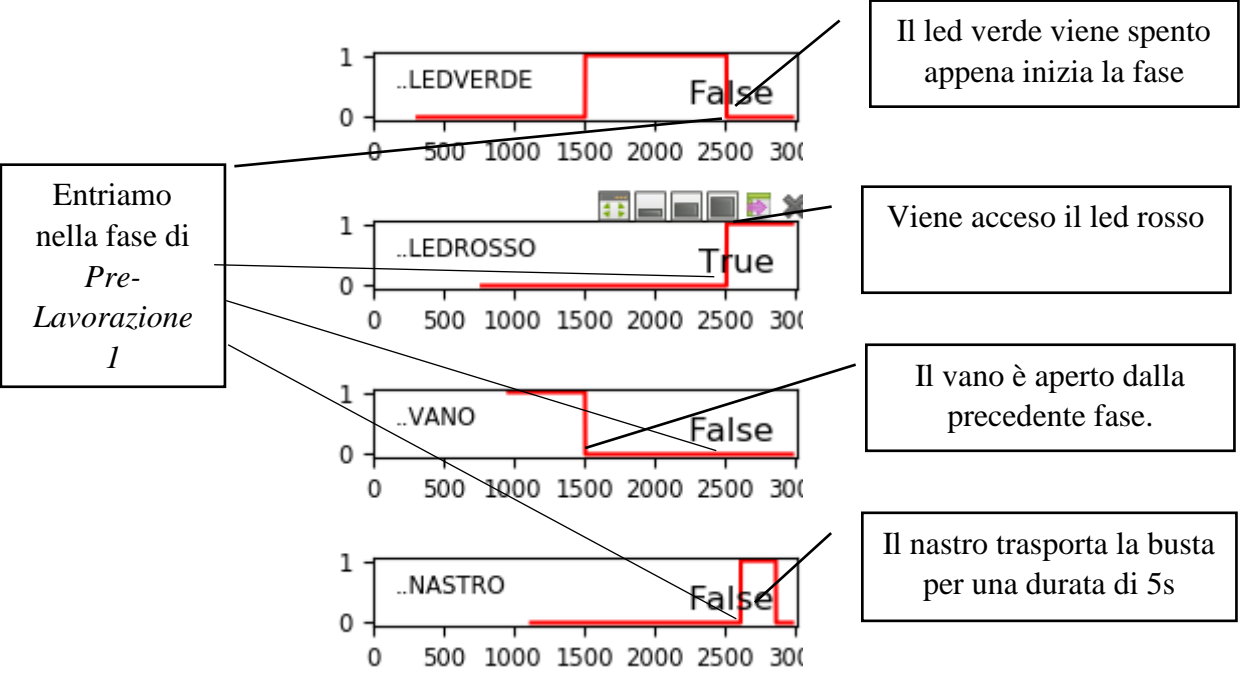 Il led verde viene spento
appena inizia la fase
1
..LEDVERDE
False
0
0 500 1000 1500 2000 2500 300
Entriamo
nella fase di
Pre-
Lavorazione
1
Viene acceso il led rosso
1
..LEDROSSO
True
0
0 500 1000 1500 2000 2500 300
Il vano è aperto dalla
precedente fase.
1
..VANO
False
0
0 500 1000 1500 2000 2500 300
Il nastro trasporta la busta
per una durata di 5s
1
..NASTRO
False
0
0 500 1000 1500 2000 2500 300